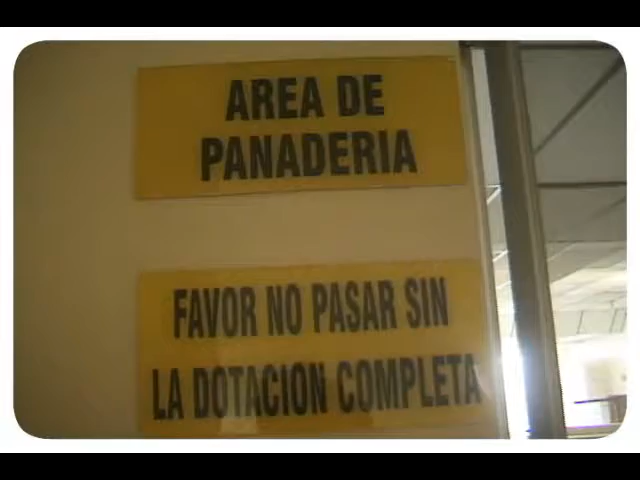 AREA DE
PANADERIA
FAVOR NO PASAR SIN
LA DOTACION COMPLETA